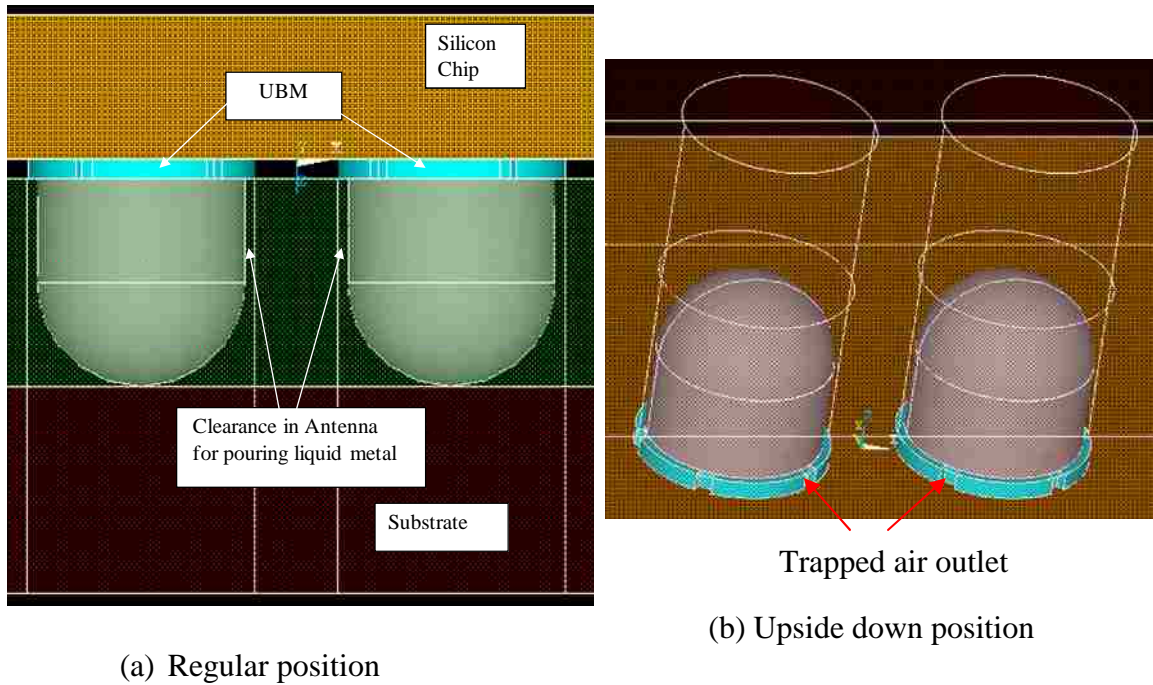 Silicon
Chip
UBM
Clearance in Antenna
for pouring liquid metal
Substrate
(a) Regular position
Trapped air outlet
(b) Upside down position